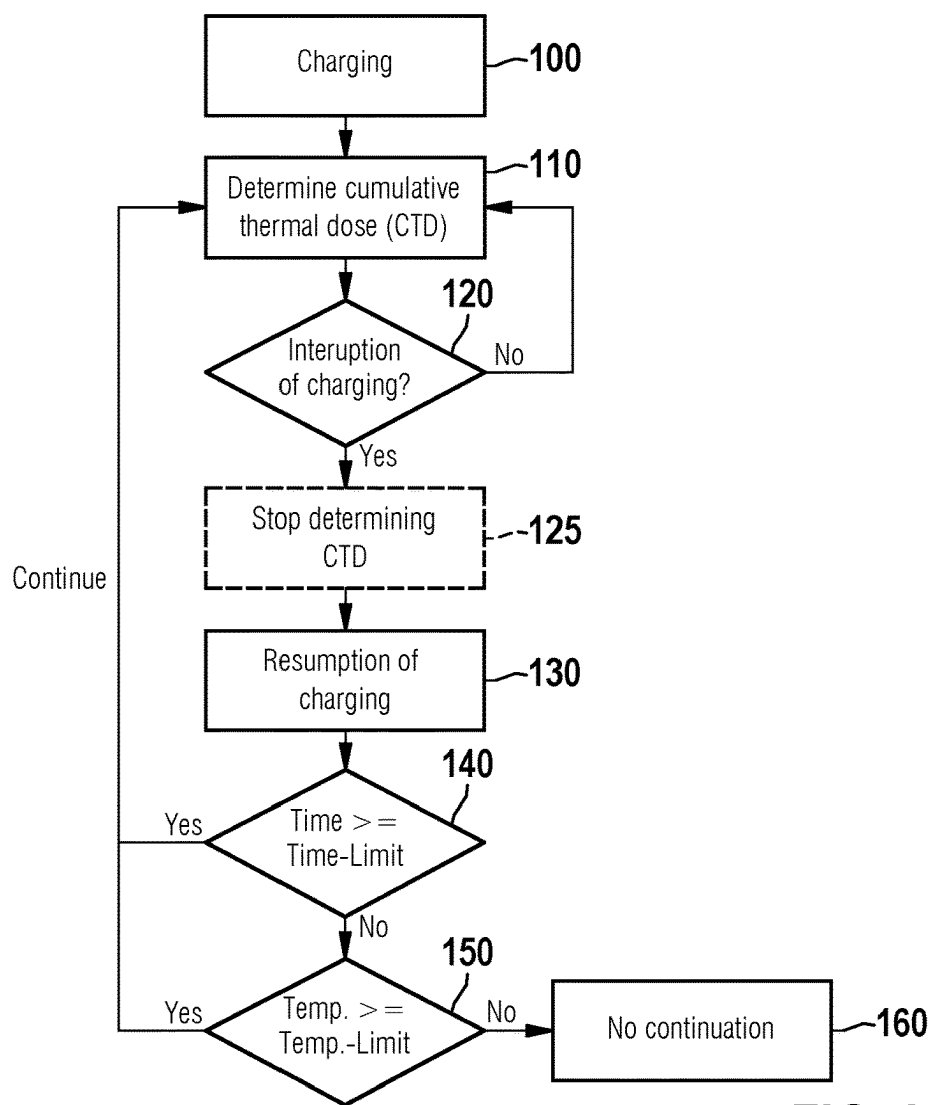 Charging
100
110
Determine cumulative
thermal dose (CTD)
120
Interuption
of charging?
No
Yes
Stop determining
CTD
125
Continue
Resumption of
charging
130
140
Yes
Time >=
Time-Limit
No
150
Yes
Temp. >=
Temp.-Limit
No
No continuation
160